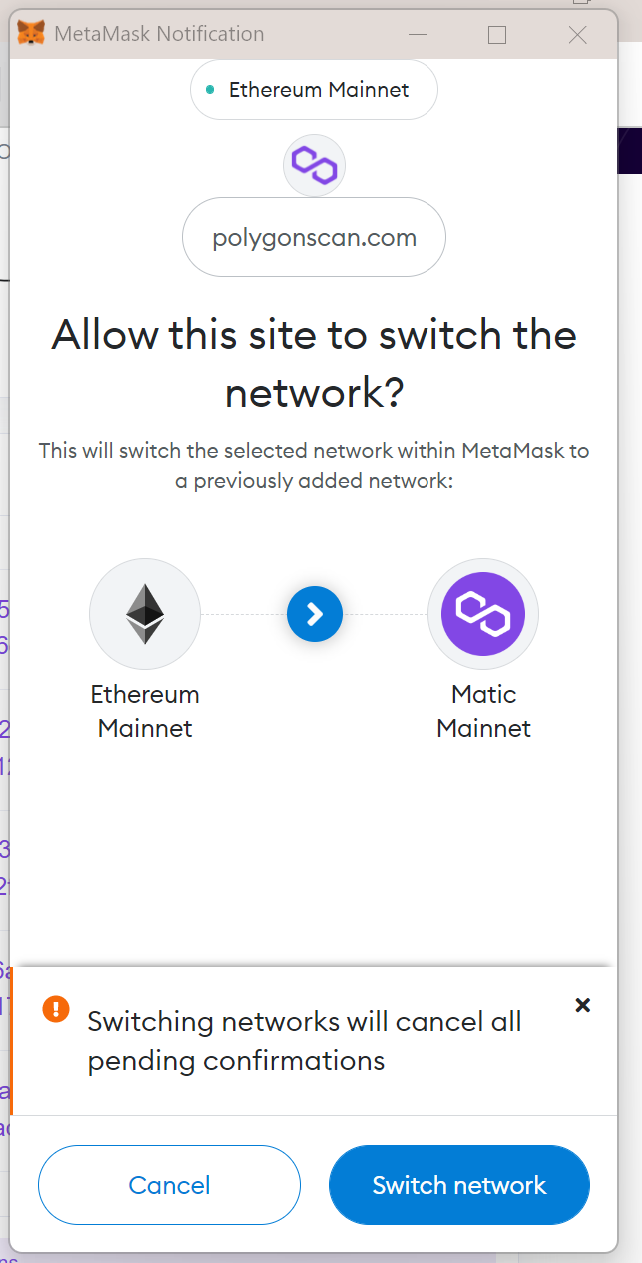 MetaMask Notification
Ethereum Mainnet
polygonscan.com
Allow this site to switch the
network?
This will switch the selected network within MetaMask to
a previously added network:
Ethereum
Mainnet
Matic
Mainnet
Switching networks will cancel all
pending confirmations
Cancel
Switch network